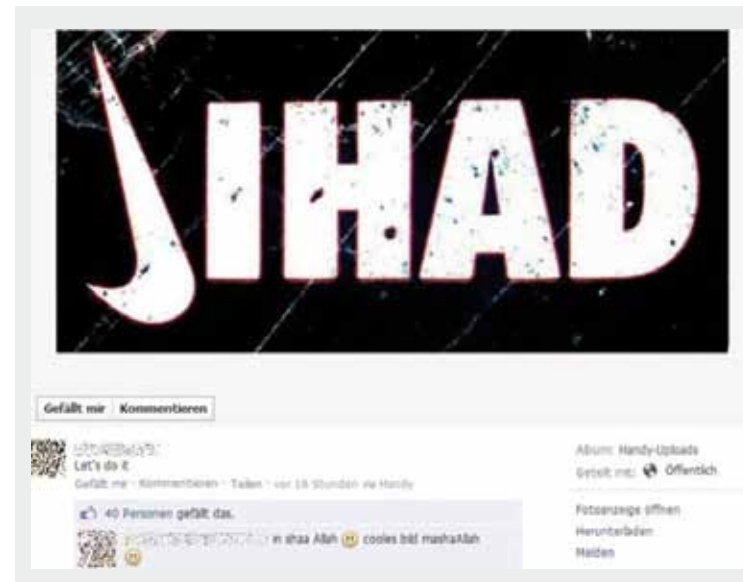 JIHAD
Gefällt mir Kommentieren
Let's do it
Gefällt mir · Kommentieren · Teilen · vor 16 Stunden via Handy
40 Personen gefällt das.
in shaa Allah cooles bild mashaAllah
Album: Handy-Uploads
Geteilt mit: Öffentlich
Fotoanzeige öffnen
Herunterladen
Melden